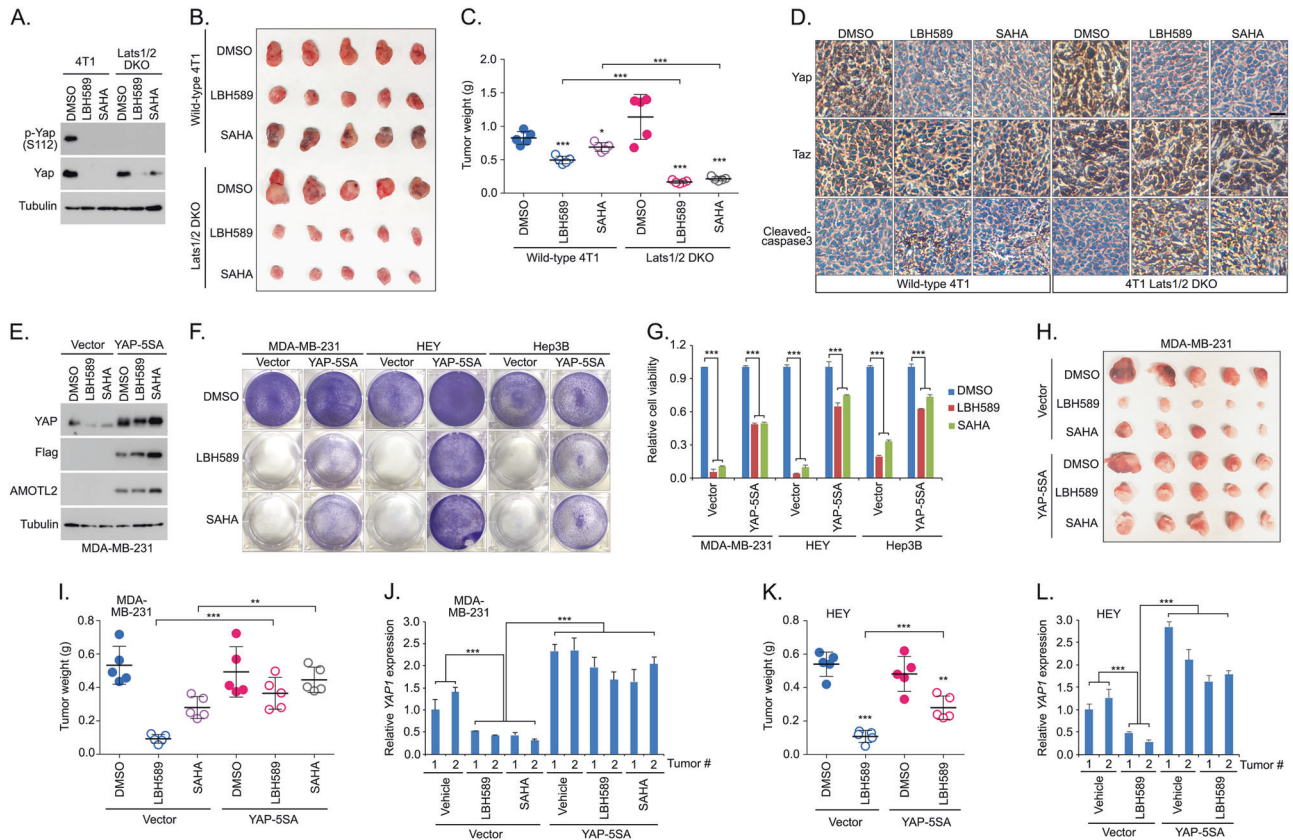 A.
4T1
Lats1/2
DKO
DMSO
LBH589
SAHA
DMSO
LBH589
SAHA
p-Yap
(S112)
Yap
Tubulin
B.
Wild-type 4T1
DMSO
LBH589
SAHA
Lats1/2 DKO
DMSO
LBH589
SAHA
C.
Tumor weight (g)
2.0
1.5
1.0
0.5
0.0
***
***
***
*
***
***
DMSO
LBH589
SAHA
DMSO
LBH589
SAHA
Wild-type 4T1
Lats1/2 DKO
D.
DMSO
LBH589
SAHA
DMSO
LBH589
SAHA
Yap
Taz
Cleaved-
caspase3
Wild-type 4T1
4T1 Lats1/2 DKO
E.
Vector
YAP-5SA
DMSO
LBH589
SAHA
DMSO
LBH589
SAHA
YAP
Flag
AMOTL2
Tubulin
MDA-MB-231
F.
MDA-MB-231
HEY
Hep3B
Vector
YAP-5SA
Vector
YAP-5SA
Vector
YAP-5SA
DMSO
LBH589
SAHA
G.
Relative cell viability
1.2
0.9
0.6
0.3
0.0
***
***
***
***
***
***
DMSO
LBH589
SAHA
Vector
YAP-5SA
Vector
YAP-5SA
Vector
YAP-5SA
MDA-MB-231
HEY
Hep3B
H.
MDA-MB-231
Vector
DMSO
LBH589
SAHA
YAP-5SA
DMSO
LBH589
SAHA
I.
MDA-
MB-231
Tumor weight (g)
0.8
0.6
0.4
0.2
0.0
**
***
DMSO
LBH589
SAHA
DMSO
LBH589
SAHA
Vector
YAP-5SA
J.
MDA-
MB-231
Relative YAP1 expression
3.0
2.5
2.0
1.5
1.0
0.5
0.0
***
***
1 2 1 2 1 2 1 2 1 2 1 2 Tumor #
Vehicle
LBH589
SAHA
Vehicle
LBH589
SAHA
Vector
YAP-5SA
K.
HEY
Tumor weight (g)
0.8
0.6
0.4
0.2
0.0
***
***
**
DMSO
LBH589
DMSO
LBH589
Vector
YAP-5SA
L.
HEY
Relative YAP1 expression
3.0
2.5
2.0
1.5
1.0
0.5
0.0
***
***
1 2 1 2 1 2 1 2 Tumor #
Vehicle
LBH589
Vehicle
LBH589
Vector
YAP-5SA